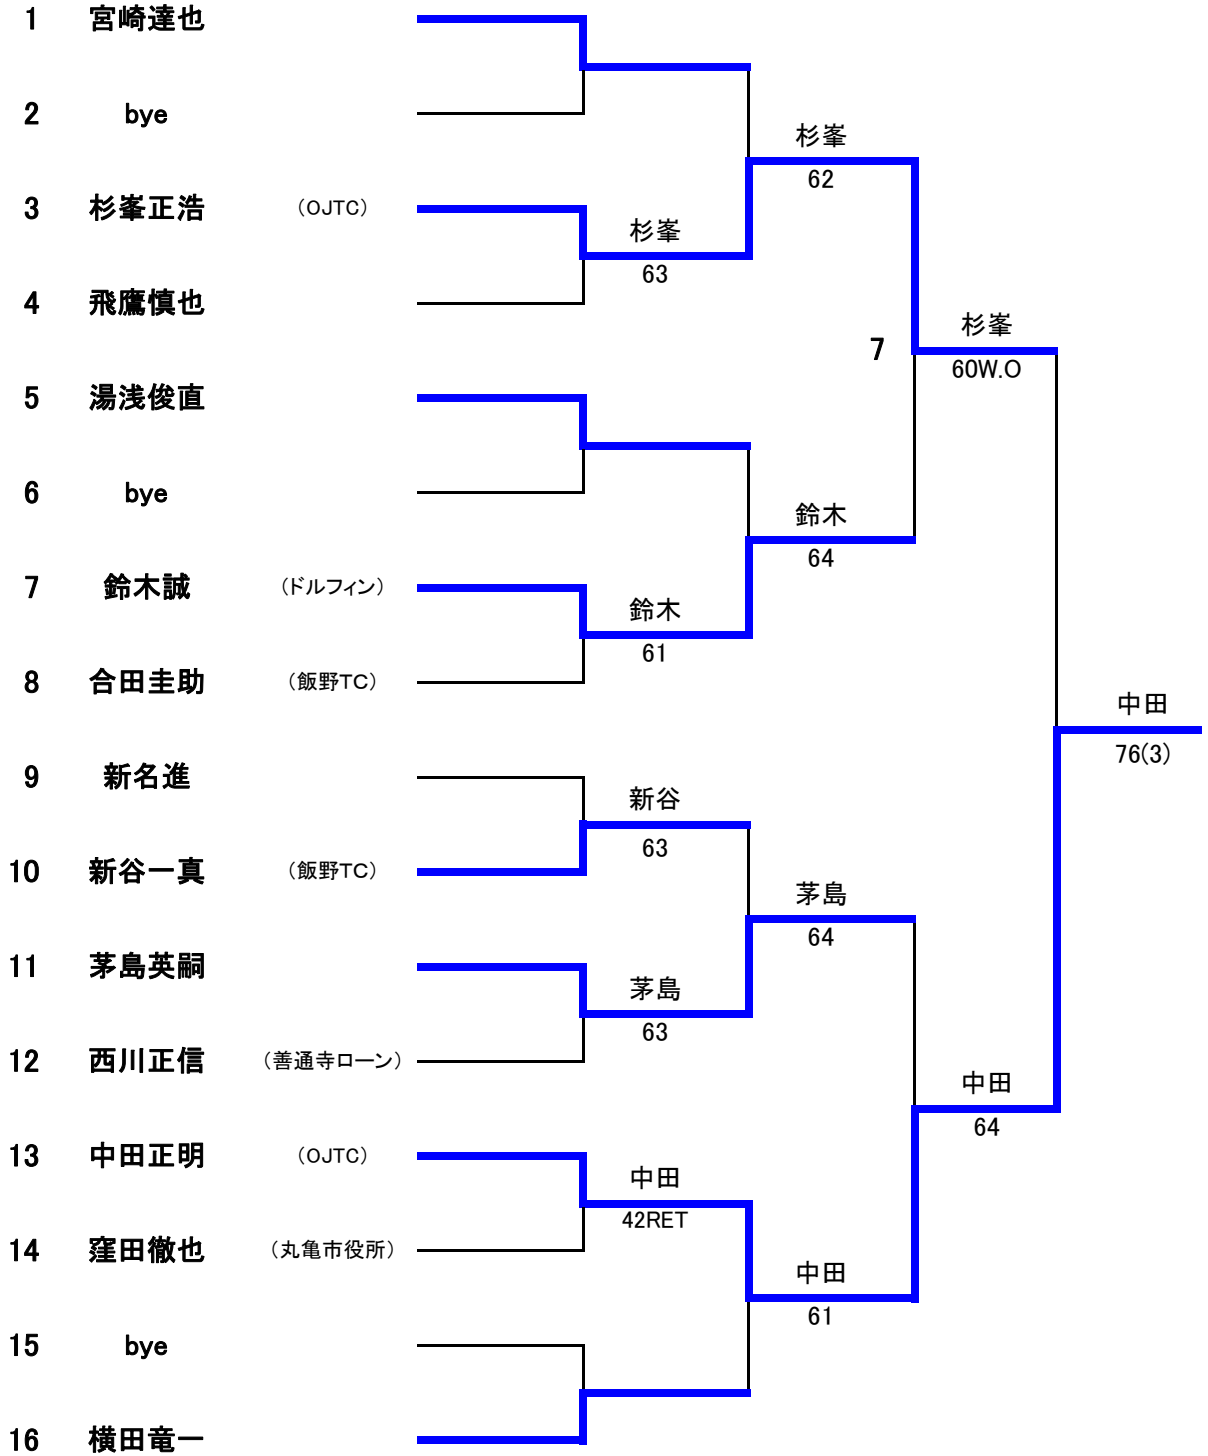 1 宮崎達也
2 bye
杉峯
62
3 杉峯正浩 (OJTC)
杉峯
63
4 飛鷹慎也
杉峯
7
60W.O
5 湯浅俊直
6 bye
鈴木
64
7 鈴木誠 (ドルフィン)
鈴木
61
8 合田圭助 (飯野TC)
中田
76(3)
9 新名進
新谷
63
10 新谷一真 (飯野TC)
茅島
64
11 茅島英嗣
茅島
63
12 西川正信 (善通寺ローン)
中田
64
13 中田正明 (OJTC)
中田
42RET
14 窪田徹也 (丸亀市役所)
中田
61
15 bye
16 横田竜一